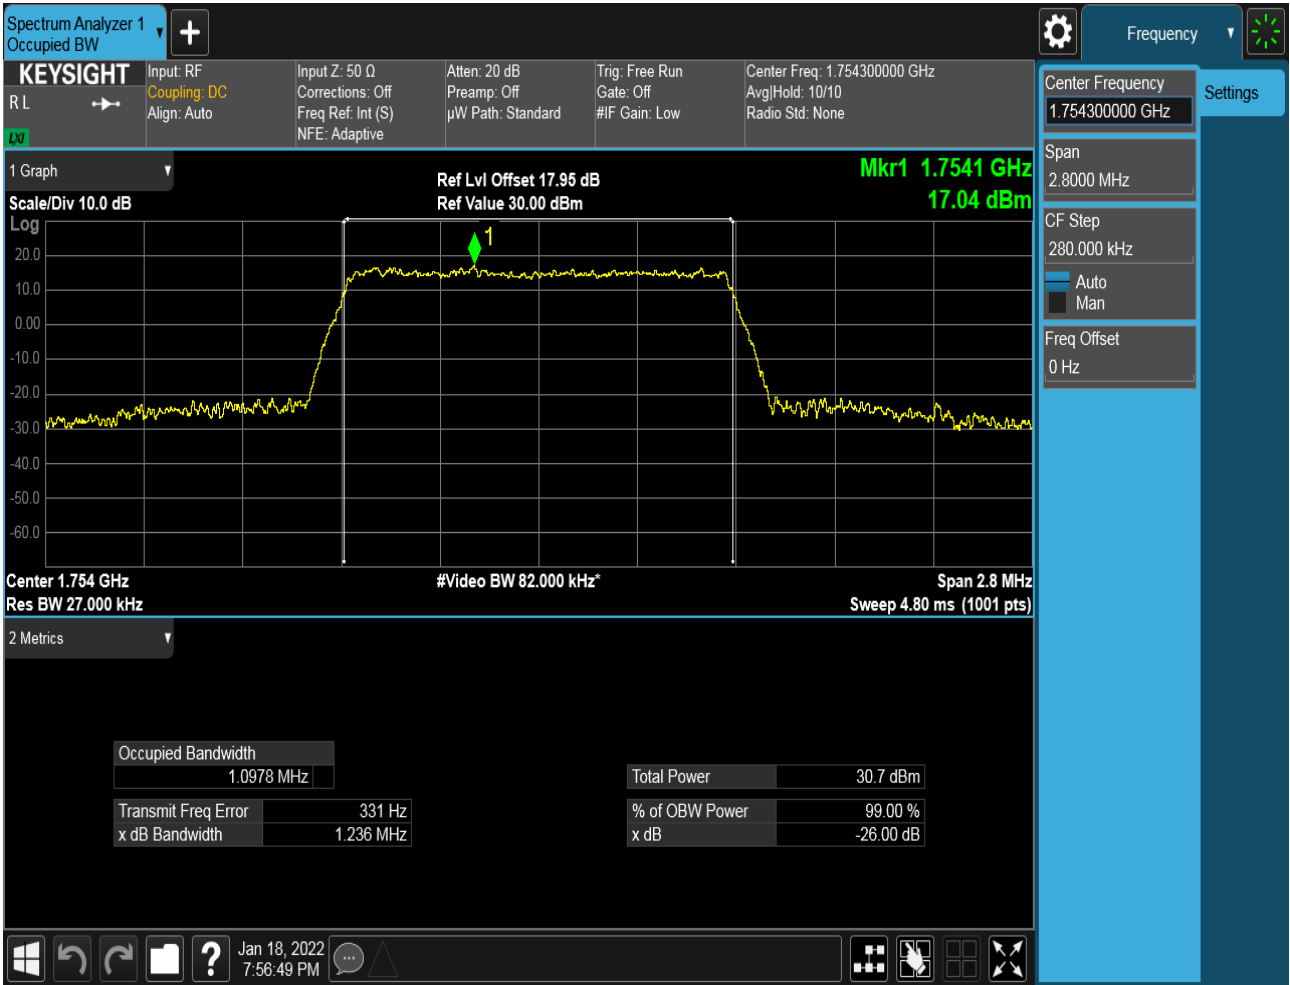 Spectrum Analyzer 1
Occupied BW
Frequency
KEYSIGHT
R L
LXI
Input: RF
Coupling: DC
Align: Auto
Input Z: 50 Ω
Corrections: Off
Freq Ref: Int (S)
NFE: Adaptive
Atten: 20 dB
Preamp: Off
µW Path: Standard
Trig: Free Run
Gate: Off
#IF Gain: Low
Center Freq: 1.754300000 GHz
Avg|Hold: 10/10
Radio Std: None
Center Frequency
1.754300000 GHz
Settings
Span
2.8000 MHz
CF Step
280.000 kHz
Auto
Man
Freq Offset
0 Hz
1 Graph
Scale/Div 10.0 dB
Ref Lvl Offset 17.95 dB
Ref Value 30.00 dBm
Mkr1 1.7541 GHz
17.04 dBm
Log
1
20.0
10.0
0.00
-10.0
-20.0
-30.0
-40.0
-50.0
-60.0
Center 1.754 GHz
#Video BW 82.000 kHz*
Span 2.8 MHz
Res BW 27.000 kHz
Sweep 4.80 ms (1001 pts)
2 Metrics
Occupied Bandwidth
1.0978 MHz
Transmit Freq Error 331 Hz
x dB Bandwidth 1.236 MHz
Total Power 30.7 dBm
% of OBW Power 99.00 %
x dB -26.00 dB
Jan 18, 2022
7:56:49 PM